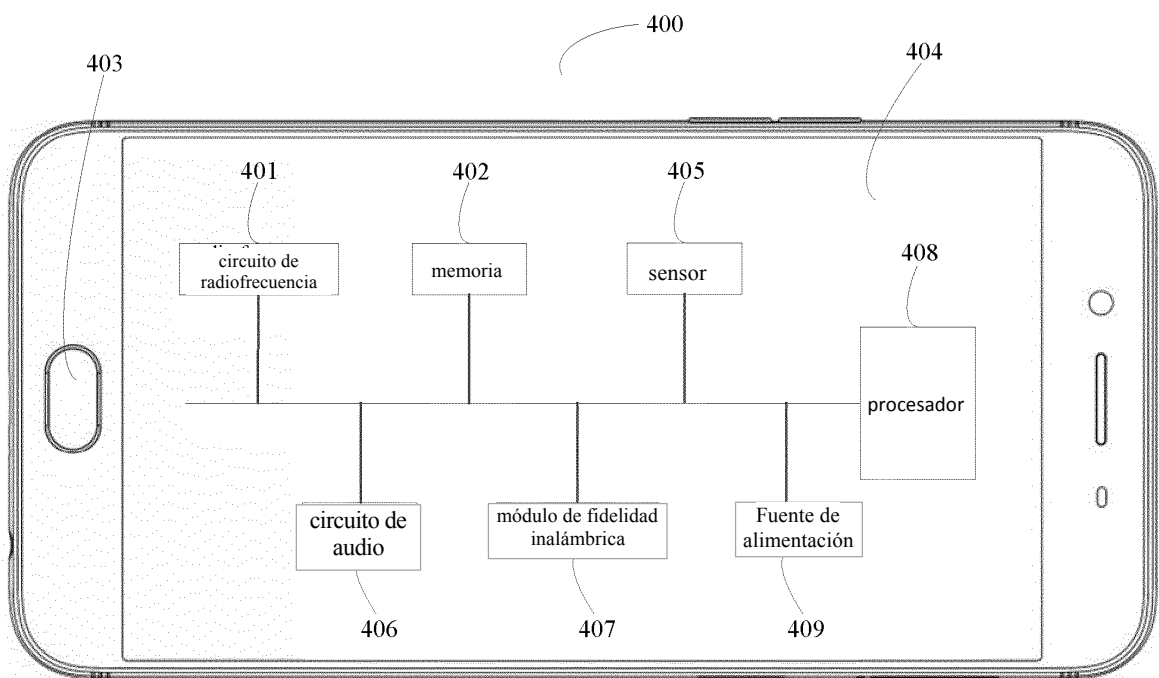 400
403
404
401
402
405
circuito de
radiofrecuencia
memoria
sensor
408
procesador
circuito de
audio
módulo de fidelidad
inalámbrica
Fuente de
alimentación
406
407
409